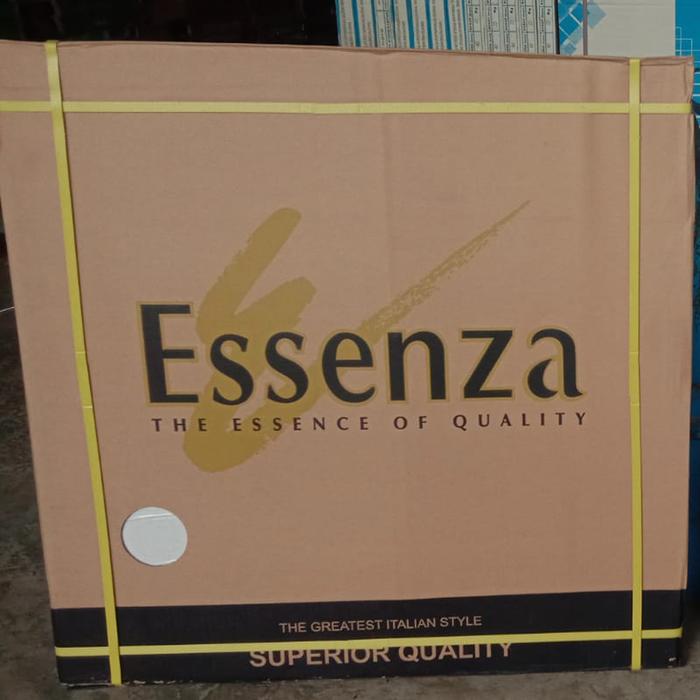 Essenza
THE ESSENCE OF QUALITY
THE GREATEST ITALIAN STYLE
SUPERIOR QUALITY